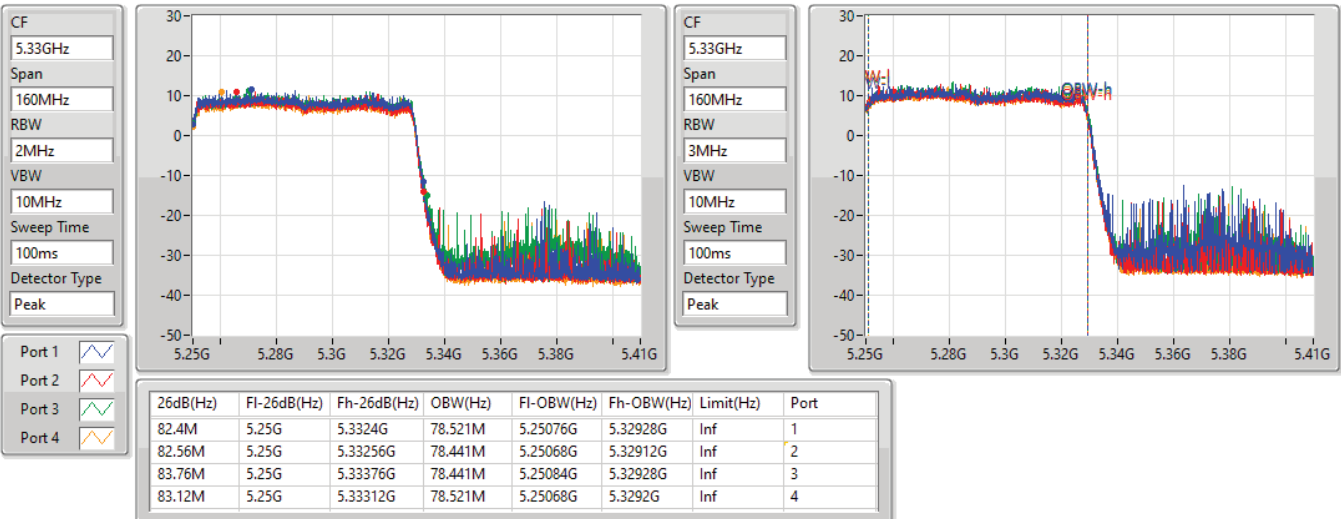 CF
5.33GHz
Span
160MHz
RBW
2MHz
VBW
10MHz
Sweep Time
100ms
Detector Type
Peak
30
20
10
0
-10
-20
-30
-40
-50
5.25G 5.28G 5.3G 5.32G 5.34G 5.36G 5.38G 5.41G
CF
5.33GHz
Span
160MHz
RBW
3MHz
VBW
10MHz
Sweep Time
100ms
Detector Type
Peak
30
20
10
0
-10
-20
-30
-40
-50
W-l
OBW-h
5.25G 5.28G 5.3G 5.32G 5.34G 5.36G 5.38G 5.41G
Port 1
Port 2
Port 3
Port 4
26dB(Hz) Fl-26dB(Hz) Fh-26dB(Hz) OBW(Hz) Fl-OBW(Hz) Fh-OBW(Hz) Limit(Hz) Port
82.4M 5.25G 5.3324G 78.521M 5.25076G 5.32928G Inf 1
82.56M 5.25G 5.33256G 78.441M 5.25068G 5.32912G Inf 2
83.76M 5.25G 5.33376G 78.441M 5.25084G 5.32928G Inf 3
83.12M 5.25G 5.33312G 78.521M 5.25068G 5.3292G Inf 4